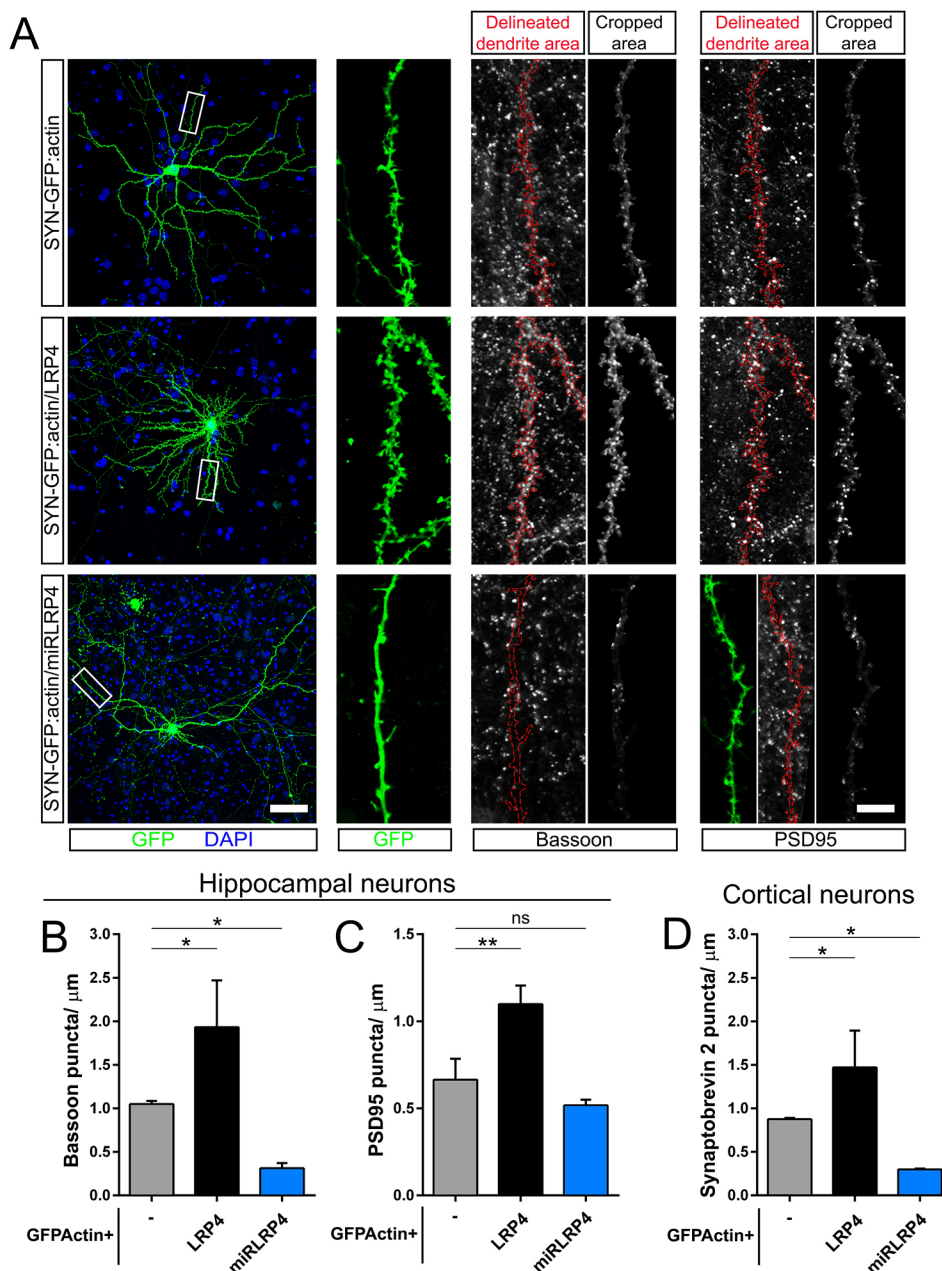 A
Delineated
dendrite area
Cropped
area
Delineated
dendrite area
Cropped
area
SYN-GFP:actin
SYN-GFP:actin/LRP4
SYN-GFP:actin/miRLRP4
GFP DAPI
GFP
Bassoon
PSD95
Hippocampal neurons
Cortical neurons
B
Bassoon puncta/ μm
3.0
2.5
2.0
1.5
1.0
0.5
0.0
*
*
GFPActin+
-
LRP4
miRLRP4
C
PSD95 puncta/ μm
1.5
1.0
0.5
0.0
ns
**
GFPActin+
-
LRP4
miRLRP4
D
Synaptobrevin 2 puncta/ μm
3.0
2.5
2.0
1.5
1.0
0.5
0.0
*
*
GFPActin+
-
LRP4
miRLRP4